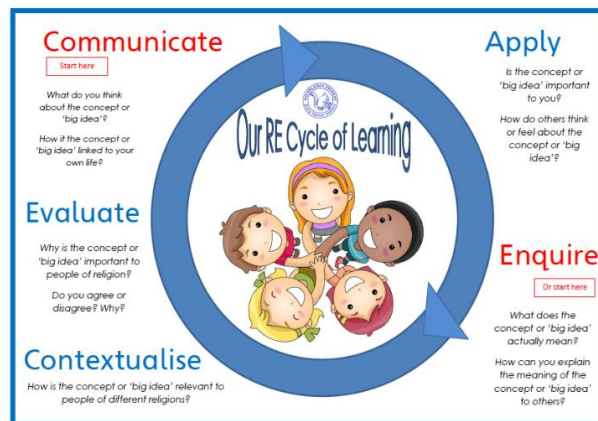 Communicate
Start here
What do you think
about the concept or
'big idea'?
How it the concept or
'big idea' linked to your
own life?
Apply
Is the concept or
'big idea' important
to you?
How do others think
or feel about the
concept or 'big
idea'?
Our RE Cycle of Learning
Evaluate
Why is the concept or
'big idea' important to
people of religion?
Do you agree or
disagree? Why?
Enquire
Or start here
What does the
concept or 'big idea'
actually mean?
How can you explain
the meaning of the
concept or 'big idea'
to others?
Contextualise
How is the concept or 'big idea' relevant to
people of different religions?